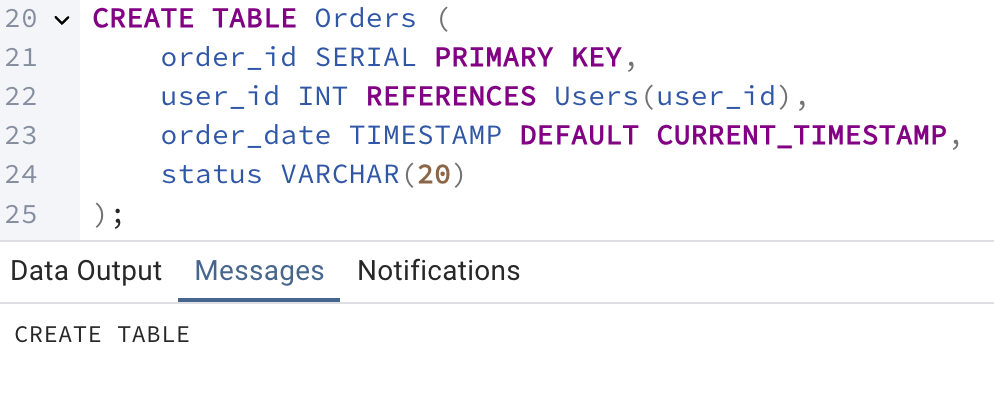 20 CREATE TABLE Orders (
21 order_id SERIAL PRIMARY KEY,
22 user_id INT REFERENCES Users(user_id),
23 order_date TIMESTAMP DEFAULT CURRENT_TIMESTAMP,
24 status VARCHAR(20)
25 );
Data Output Messages Notifications
CREATE TABLE